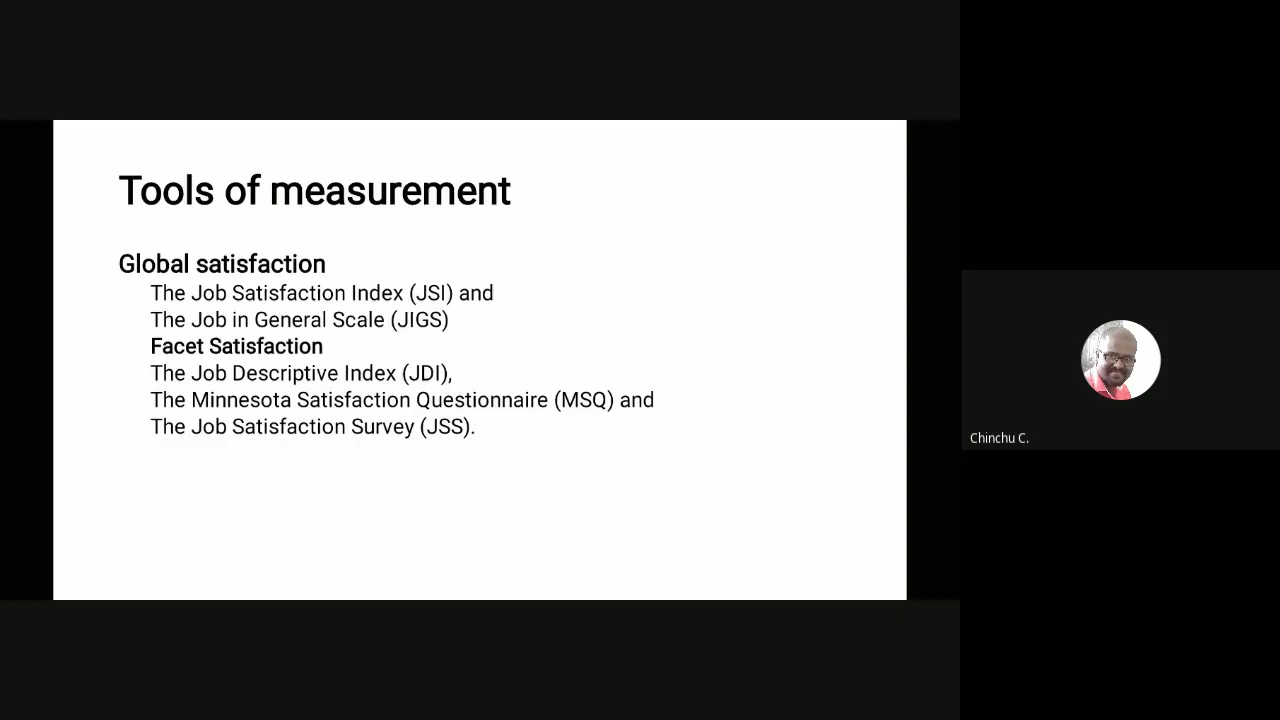 Tools of measurement
Global satisfaction
The Job Satisfaction Index (JSI) and
The Job in General Scale (JIGS)
Facet Satisfaction
The Job Descriptive Index (JDI),
The Minnesota Satisfaction Questionnaire (MSQ) and
The Job Satisfaction Survey (JSS).
Chinchu C.